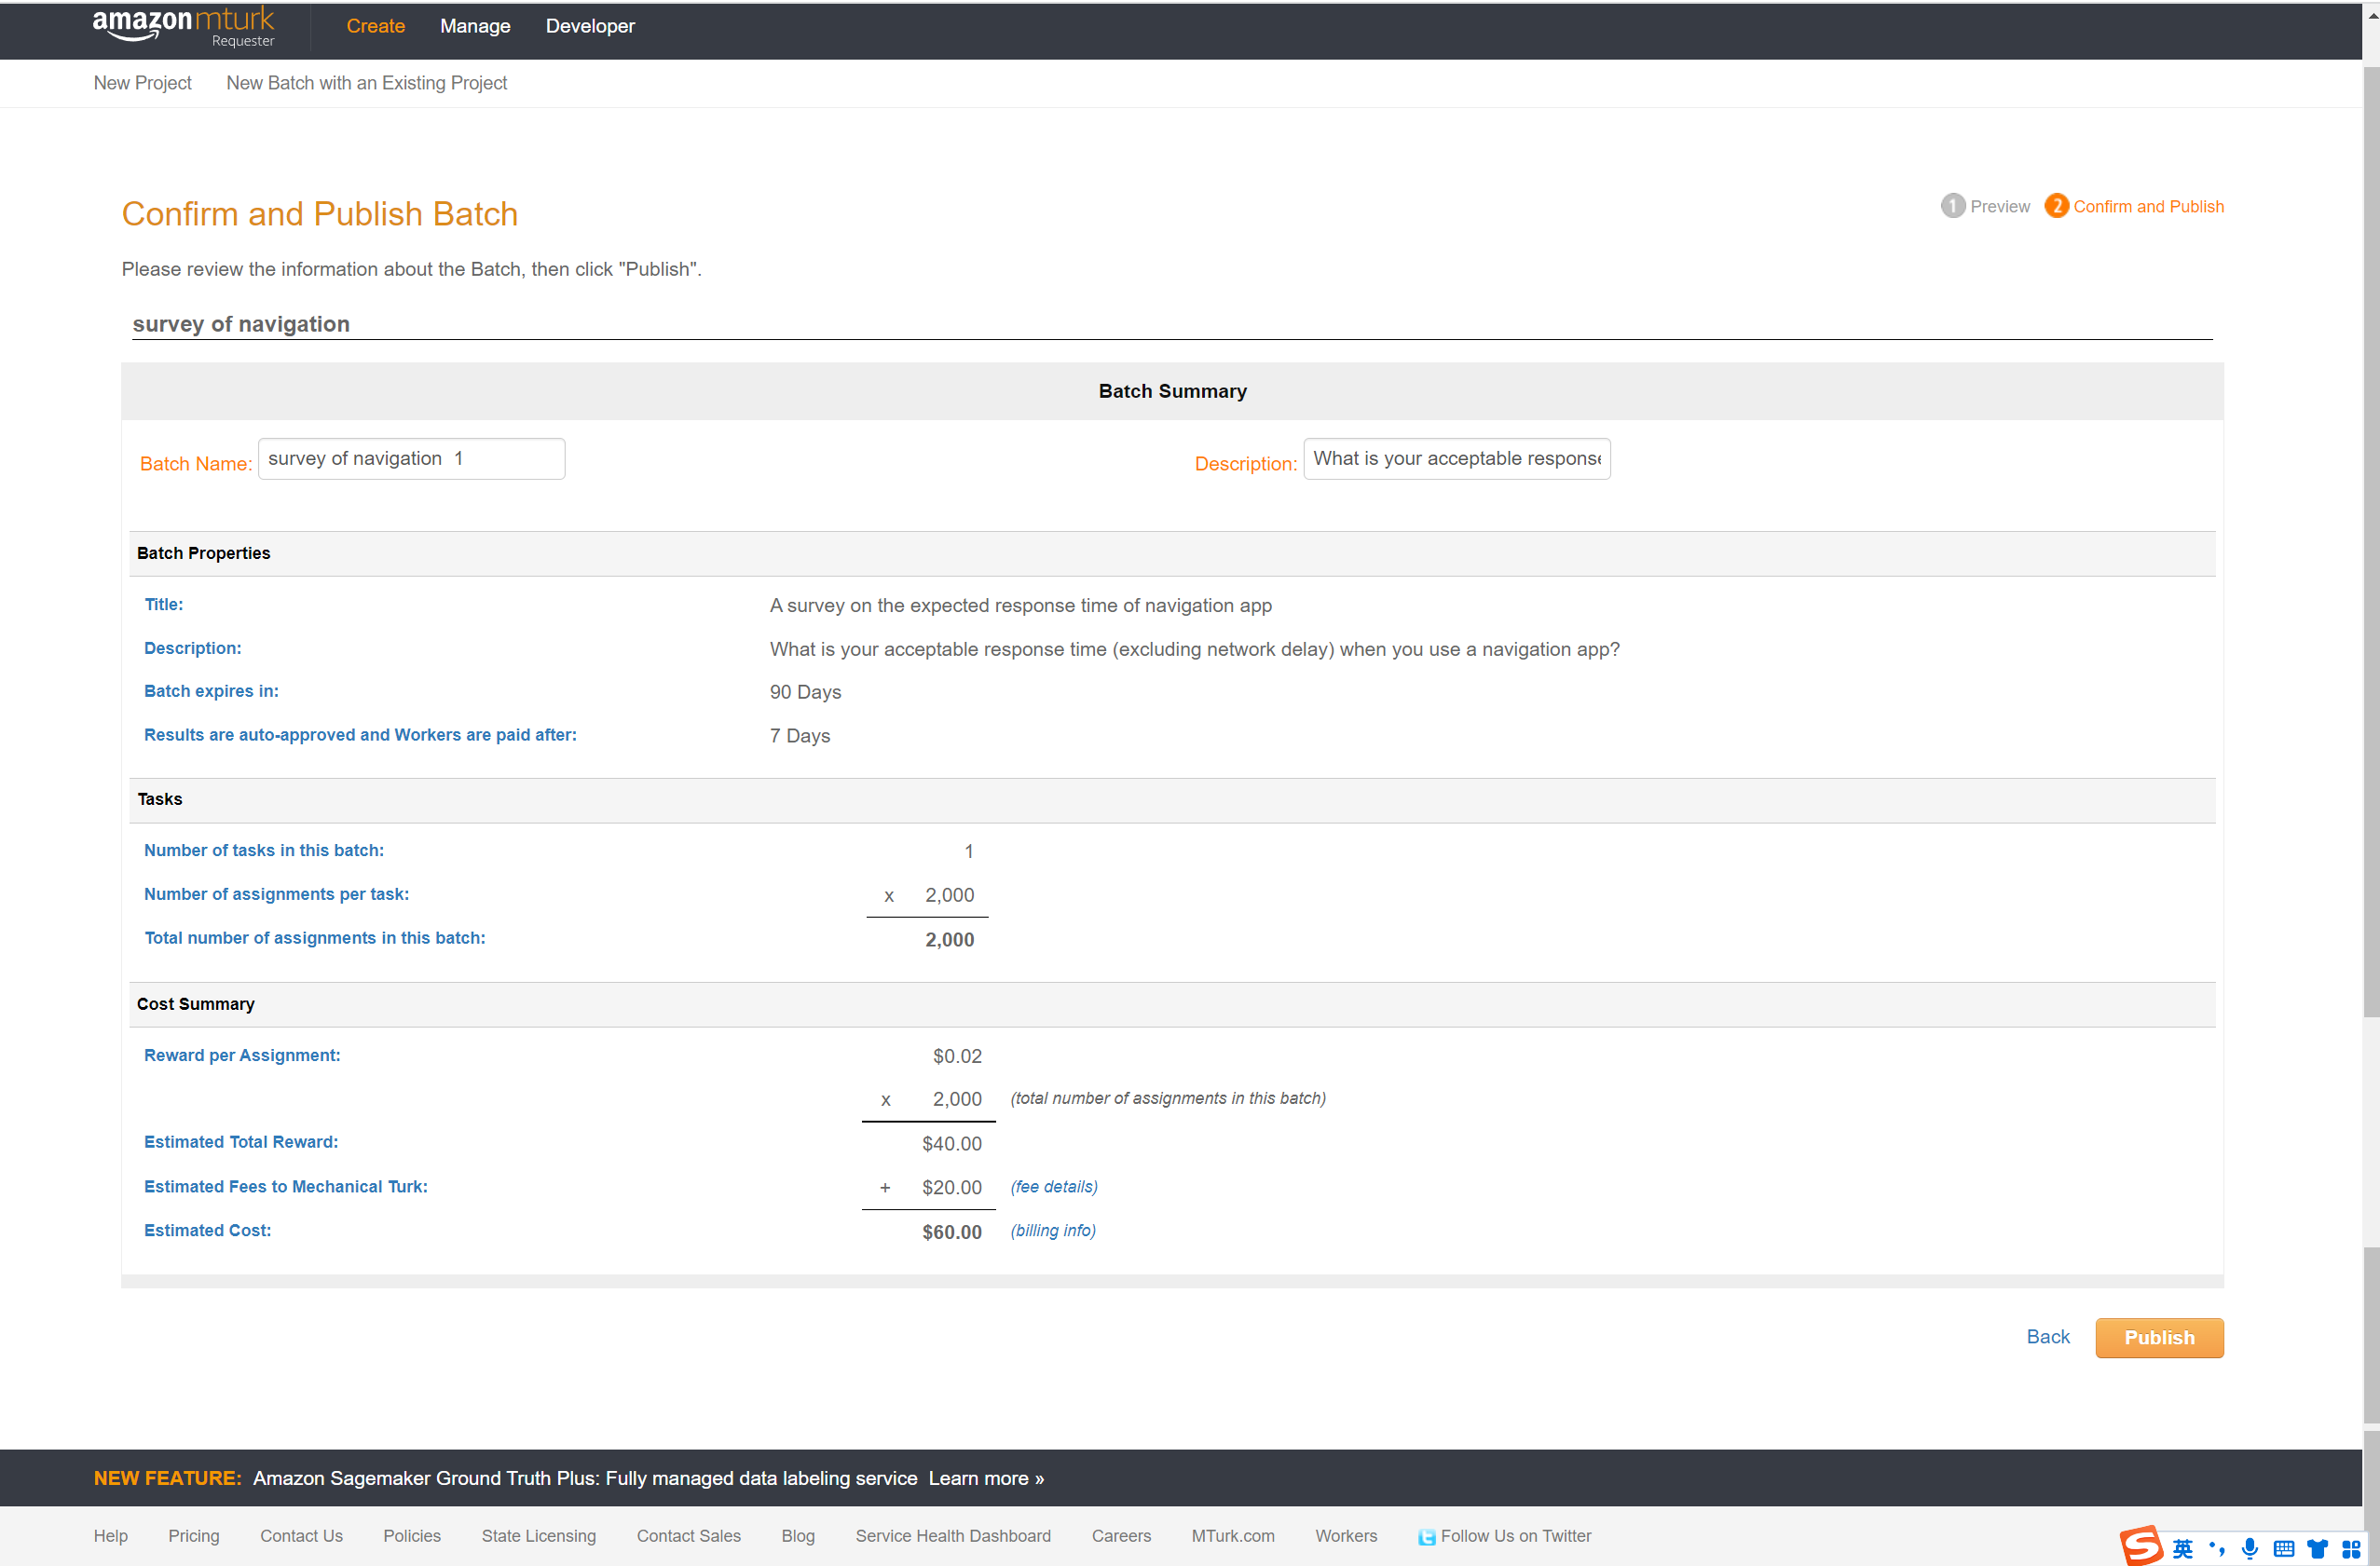 amazon mturk
Requester
Create Manage Developer
New Project New Batch with an Existing Project
Confirm and Publish Batch
1 Preview 2 Confirm and Publish
Please review the information about the Batch, then click "Publish".
survey of navigation
Batch Summary
Batch Name: survey of navigation 1
Description: What is your acceptable response
Batch Properties
Title: A survey on the expected response time of navigation app
Description: What is your acceptable response time (excluding network delay) when you use a navigation app?
Batch expires in: 90 Days
Results are auto-approved and Workers are paid after: 7 Days
Tasks
Number of tasks in this batch: 1
Number of assignments per task: x 2,000
Total number of assignments in this batch: 2,000
Cost Summary
Reward per Assignment: $0.02
x 2,000 (total number of assignments in this batch)
Estimated Total Reward: $40.00
Estimated Fees to Mechanical Turk: + $20.00 (fee details)
Estimated Cost: $60.00 (billing info)
Back Publish
NEW FEATURE: Amazon Sagemaker Ground Truth Plus: Fully managed data labeling service Learn more »
Help Pricing Contact Us Policies State Licensing Contact Sales Blog Service Health Dashboard Careers MTurk.com Workers Follow Us on Twitter
S 英